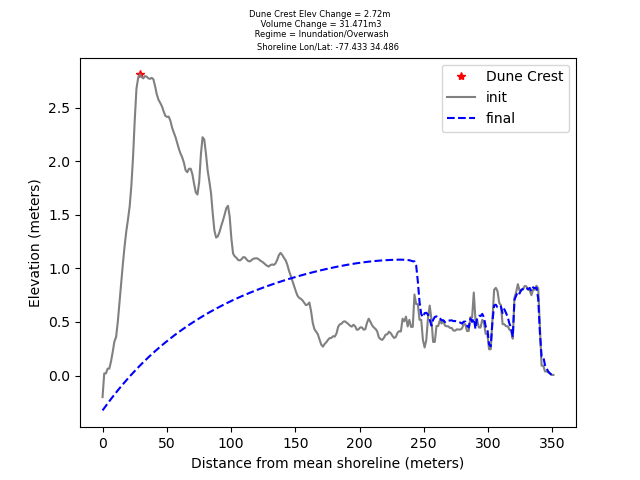 Dune Crest Elev Change = 2.72m
Volume Change = 31.471m3
Regime = Inundation/Overwash
Shoreline Lon/Lat: -77.433 34.486
Dune Crest
init
final
Elevation (meters)
2.5
2.0
1.5
1.0
0.5
0.0
0 50 100 150 200 250 300 350
Distance from mean shoreline (meters)